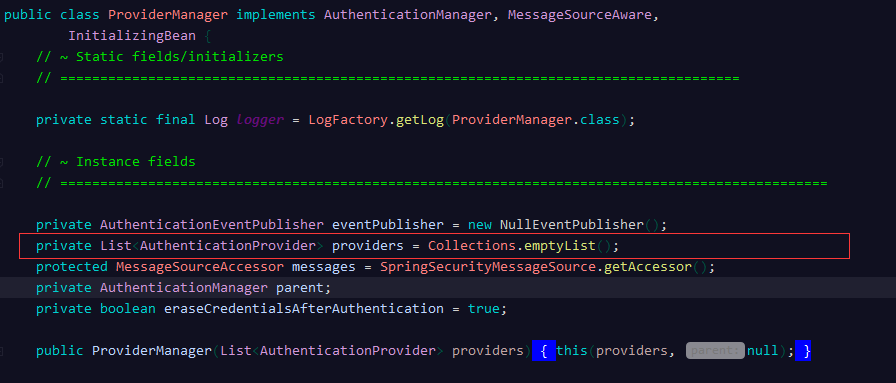 public class ProviderManager implements AuthenticationManager, MessageSourceAware,
InitializingBean {
// ~ Static fields/initializers
// =====================================================================================
private static final Log logger = LogFactory.getLog(ProviderManager.class);
// ~ Instance fields
// ================================================================================================
private AuthenticationEventPublisher eventPublisher = new NullEventPublisher();
private List<AuthenticationProvider> providers = Collections.emptyList();
protected MessageSourceAccessor messages = SpringSecurityMessageSource.getAccessor();
private AuthenticationManager parent;
private boolean eraseCredentialsAfterAuthentication = true;
public ProviderManager(List<AuthenticationProvider> providers) { this(providers, parent: null); }